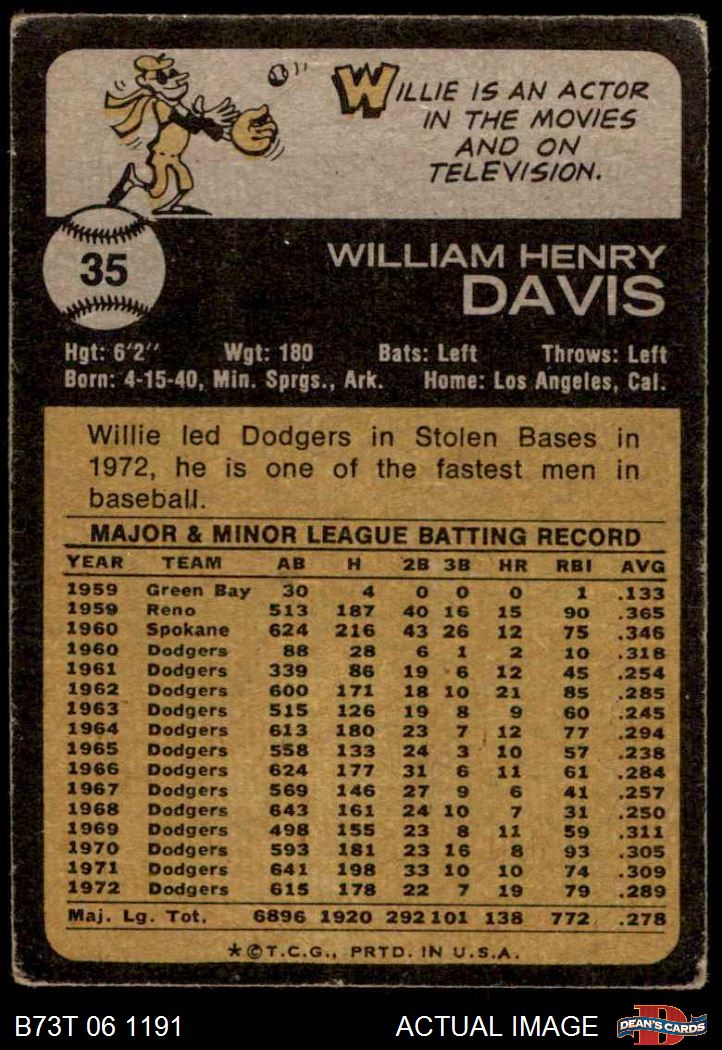 WILLIE IS AN ACTOR
IN THE MOVIES
AND ON
TELEVISION.
35
WILLIAM HENRY
DAVIS
Hgt: 6'2" Wgt: 180 Bats: Left Throws: Left
Born: 4-15-40, Min. Sprgs., Ark. Home: Los Angeles, Cal.
Willie led Dodgers in Stolen Bases in
1972, he is one of the fastest men in
baseball.
MAJOR & MINOR LEAGUE BATTING RECORD
YEAR TEAM AB H 2B 3B HR RBI AVG
1959 Green Bay 30 4 0 0 0 1 .133
1959 Reno 513 187 40 16 15 90 .365
1960 Spokane 624 216 43 26 12 75 .346
1960 Dodgers 88 28 6 1 2 10 .318
1961 Dodgers 339 86 19 6 12 45 .254
1962 Dodgers 600 171 18 10 21 85 .285
1963 Dodgers 515 126 19 8 9 60 .245
1964 Dodgers 613 180 23 7 12 77 .294
1965 Dodgers 558 133 24 3 10 57 .238
1966 Dodgers 624 177 31 6 11 61 .284
1967 Dodgers 569 146 27 9 6 41 .257
1968 Dodgers 643 161 24 10 7 31 .250
1969 Dodgers 498 155 23 8 11 59 .311
1970 Dodgers 593 181 23 16 8 93 .305
1971 Dodgers 641 198 33 10 10 74 .309
1972 Dodgers 615 178 22 7 19 79 .289
Maj. Lg. Tot. 6896 1920 292 101 138 772 .278
*©T.C.G., PRTD. IN U.S.A.
B73T 06 1191 ACTUAL IMAGE D DEAN'S CARDS